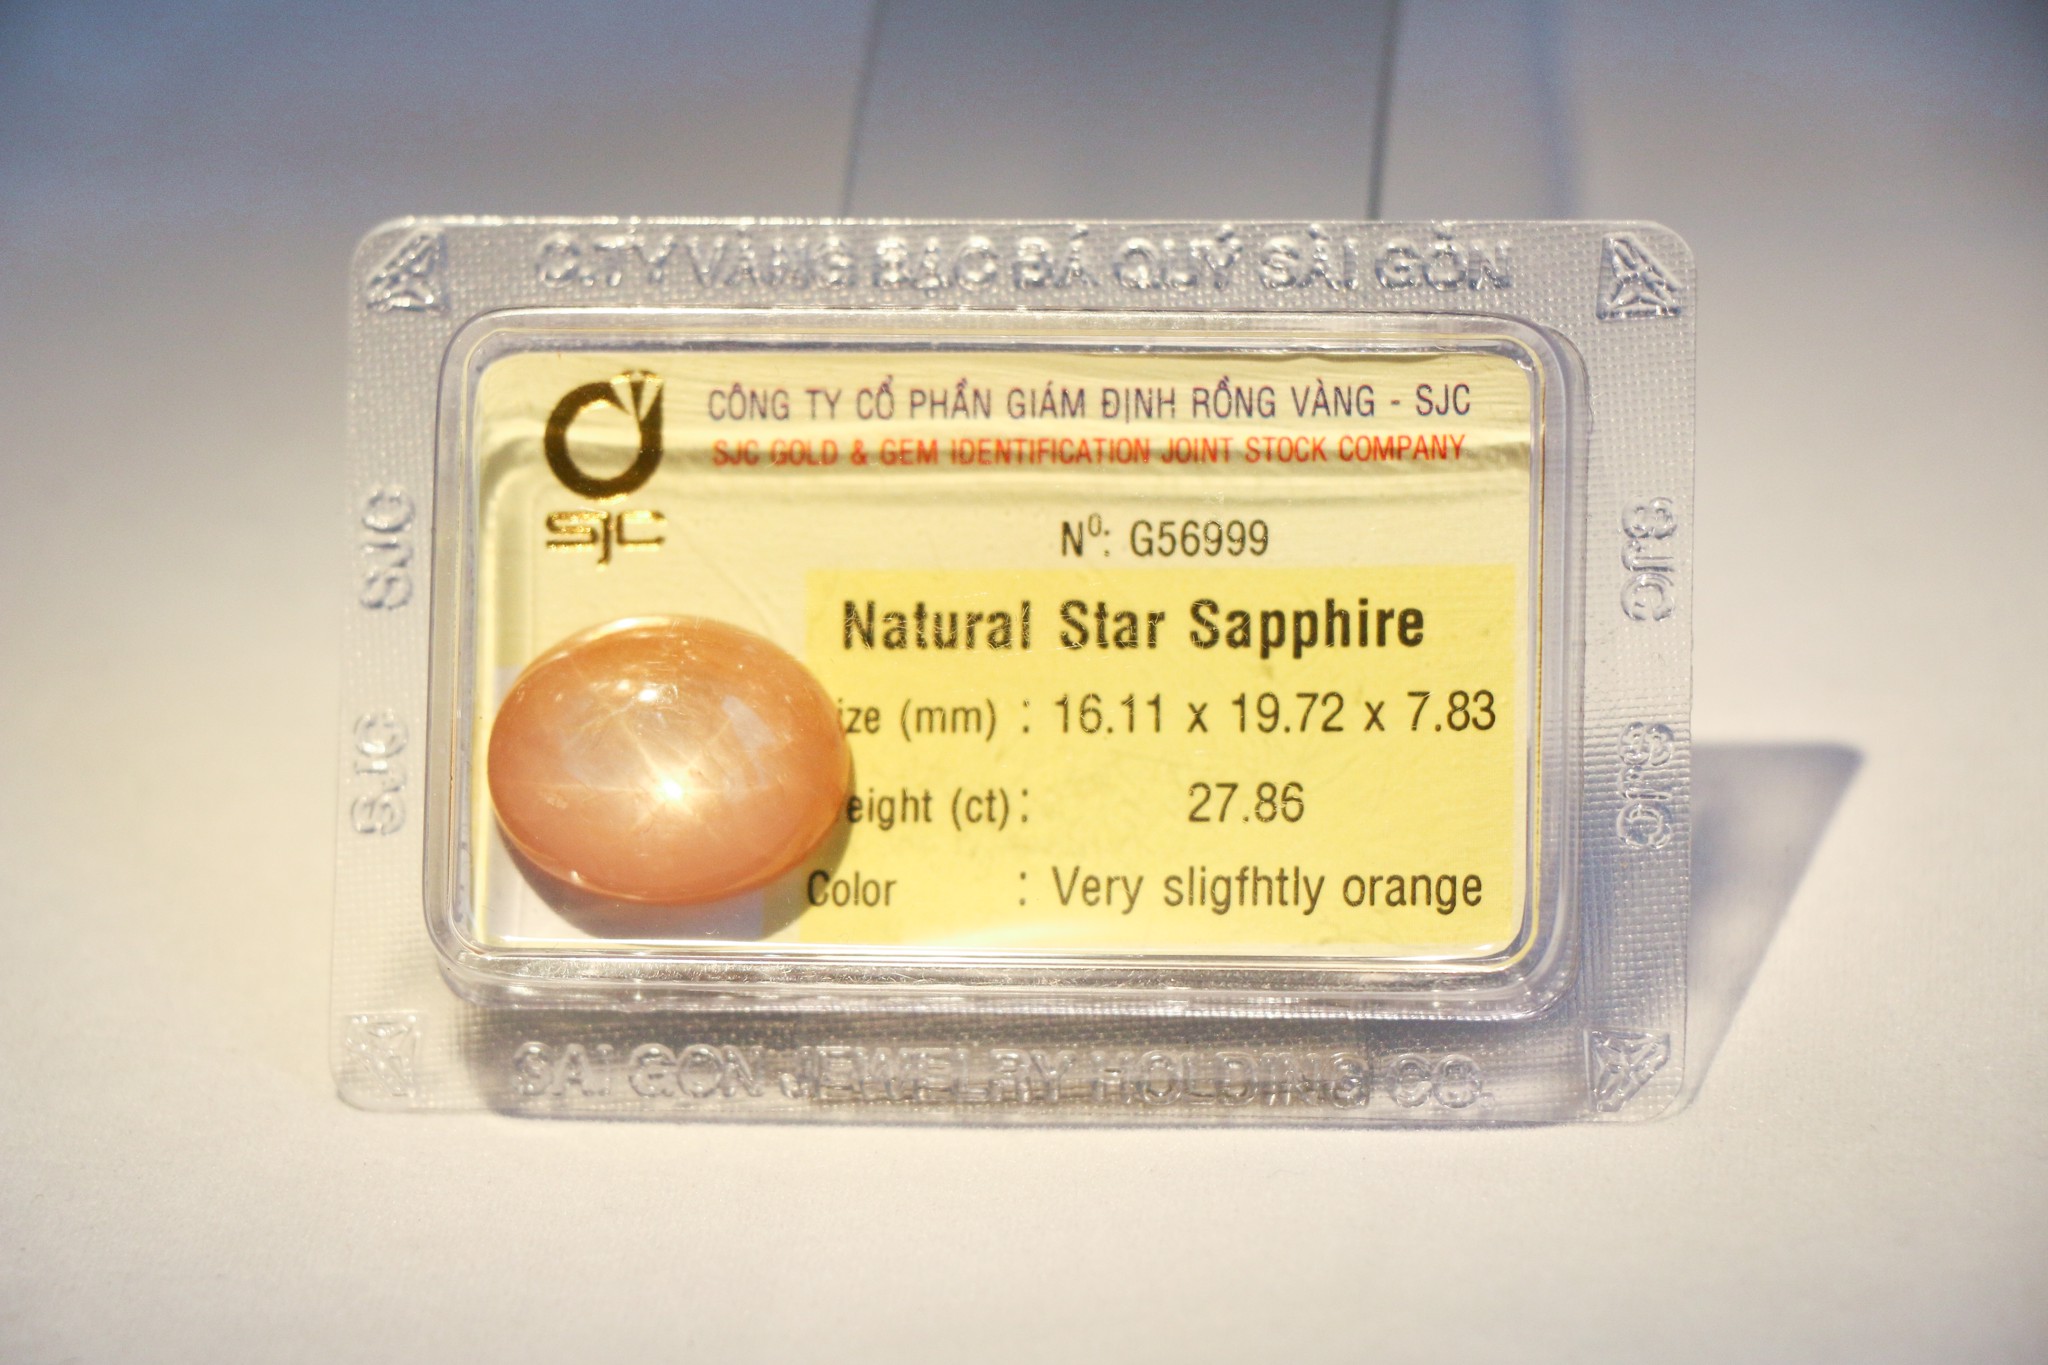 C.TY VÀNG BẠC ĐÁ QUÝ SÀI GÒN
CÔNG TY CỔ PHẦN GIÁM ĐỊNH RỒNG VÀNG - SJC
SJC GOLD & GEM IDENTIFICATION JOINT STOCK COMPANY
SJC
Nº: G56999
Natural Star Sapphire
ize (mm) : 16.11 x 19.72 x 7.83
eight (ct) : 27.86
Color : Very sligfhtly orange
SJC
SJC
SJC
SJC
SAI GON JEWELRY HOLDING CO.